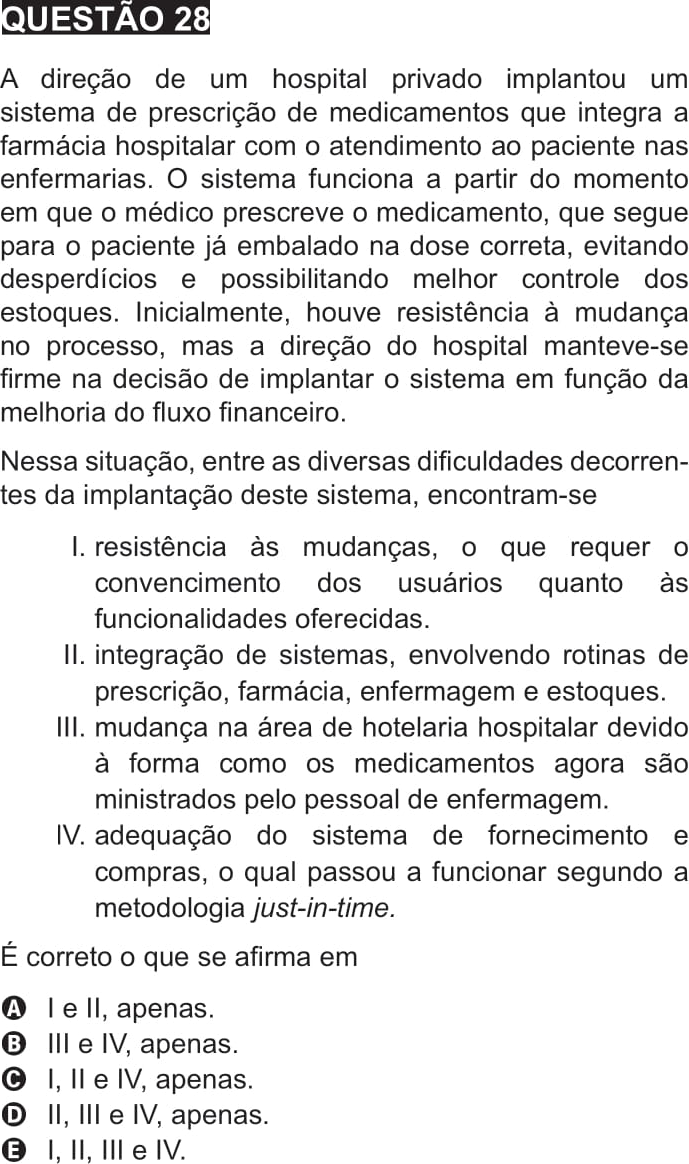 QUESTÃO 28
A direção de um hospital privado implantou um
sistema de prescrição de medicamentos que integra a
farmácia hospitalar com o atendimento ao paciente nas
enfermarias. O sistema funciona a partir do momento
em que o médico prescreve o medicamento, que segue
para o paciente já embalado na dose correta, evitando
desperdícios e possibilitando melhor controle dos
estoques. Inicialmente, houve resistência à mudança
no processo, mas a direção do hospital manteve-se
firme na decisão de implantar o sistema em função da
melhoria do fluxo financeiro.
Nessa situação, entre as diversas dificuldades decorren-
tes da implantação deste sistema, encontram-se
I. resistência às mudanças, o que requer o
convencimento dos usuários quanto às
funcionalidades oferecidas.
II. integração de sistemas, envolvendo rotinas de
prescrição, farmácia, enfermagem e estoques.
III. mudança na área de hotelaria hospitalar devido
à forma como os medicamentos agora são
ministrados pelo pessoal de enfermagem.
IV. adequação do sistema de fornecimento e
compras, o qual passou a funcionar segundo a
metodologia just-in-time.
É correto o que se afirma em
A I e II, apenas.
B III e IV, apenas.
C I, II e IV, apenas.
D II, III e IV, apenas.
E I, II, III e IV.